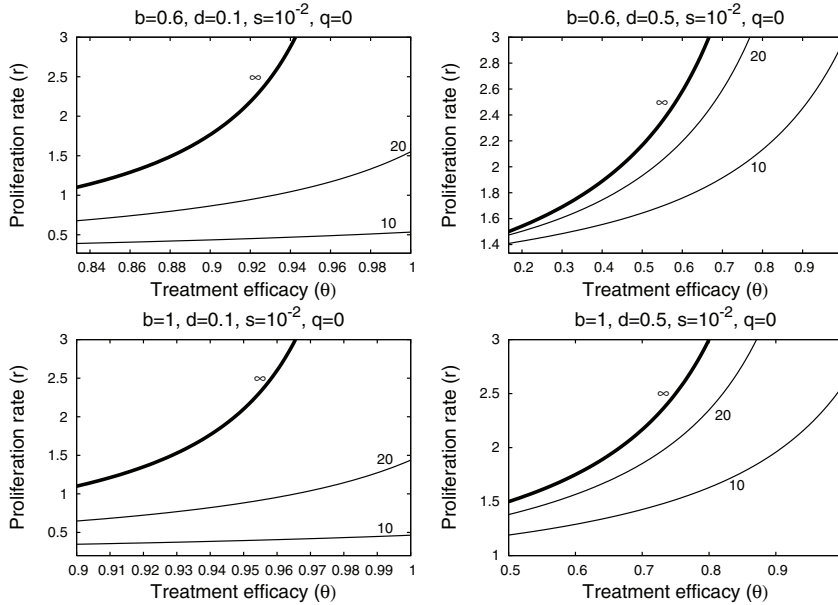 b=0.6, d=0.1, s=10⁻², q=0
Proliferation rate (r)
3
2.5
2
1.5
1
0.5
∞
20
10
0.84 0.86 0.88 0.9 0.92 0.94 0.96 0.98 1
Treatment efficacy (θ)
b=0.6, d=0.5, s=10⁻², q=0
Proliferation rate (r)
3
2.8
2.6
2.4
2.2
2
1.8
1.6
1.4
20
∞
10
0.2 0.3 0.4 0.5 0.6 0.7 0.8 0.9
Treatment efficacy (θ)
b=1, d=0.1, s=10⁻², q=0
Proliferation rate (r)
3
2.5
2
1.5
1
0.5
∞
20
10
0.9 0.91 0.92 0.93 0.94 0.95 0.96 0.97 0.98 0.99 1
Treatment efficacy (θ)
b=1, d=0.5, s=10⁻², q=0
Proliferation rate (r)
3
2.5
2
1.5
1
∞
20
10
0.5 0.6 0.7 0.8 0.9
Treatment efficacy (θ)